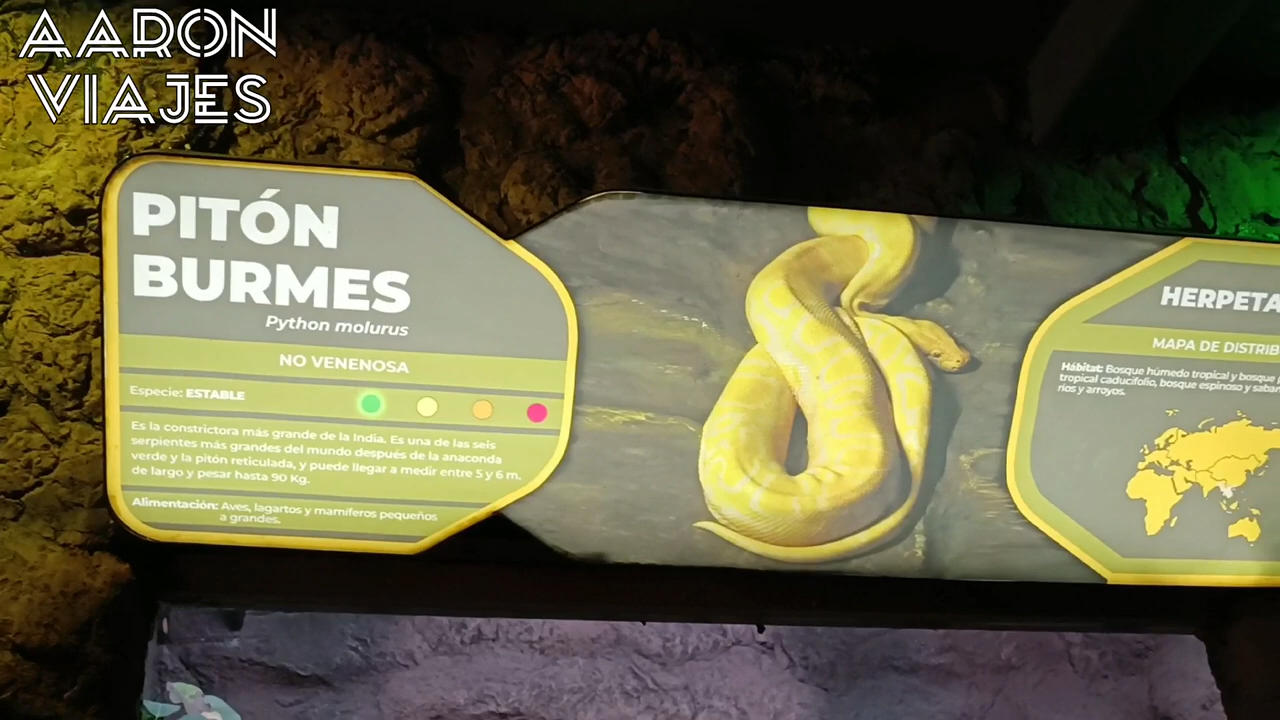 AARON
VIAJES
PITÓN
BURMES
Python molurus
NO VENENOSA
Especie: ESTABLE
Es la constrictora más grande de la India. Es una de las seis
serpientes más grandes del mundo después de la anaconda
verde y la pitón reticulada, y puede llegar a medir entre 5 y 6 m.
de largo y pesar hasta 90 Kg.
Alimentación: Aves, lagartos y mamíferos pequeños
a grandes.
HERPETA
MAPA DE DISTRIB
Hábitat: Bosque húmedo tropical y bosque
tropical caducifolio, bosque espinoso y saba
ríos y arroyos.